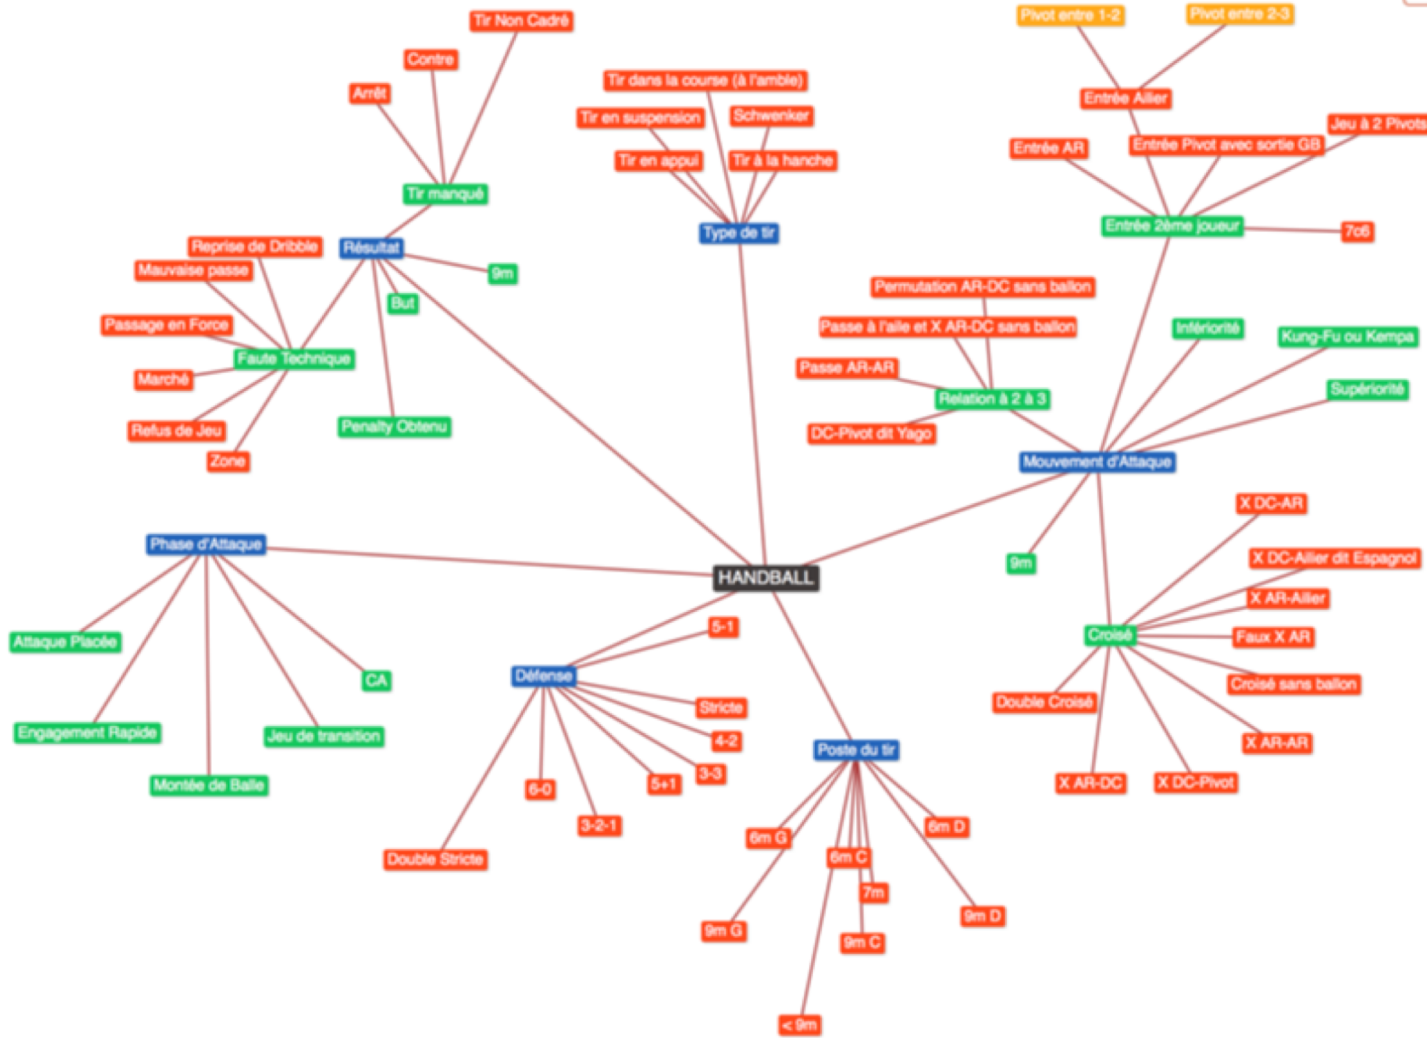 Tir Non Cadré
Contre
Arrêt
Tir manqué
Résultat
9m
But
Penalty Obtenu
Reprise de Dribble
Mauvaise passe
Passage en Force
Faute Technique
Marché
Refus de Jeu
Zone
Tir dans la course (à l'amble)
Tir en suspension
Schwenker
Tir en appui
Tir à la hanche
Type de tir
Pivot entre 1-2
Pivot entre 2-3
Entrée Ailier
Jeu à 2 Pivots
Entrée AR
Entrée Pivot avec sortie GB
Entrée 2ème joueur
7c6
Permutation AR-DC sans ballon
Passe à l'aile et X AR-DC sans ballon
Passe AR-AR
Relation à 2 à 3
DC-Pivot dit Yago
Infériorité
Kung-Fu ou Kempa
Supériorité
Mouvement d'Attaque
9m
X DC-AR
X DC-Ailier dit Espagnol
X AR-Ailier
Croisé
Faux X AR
Croisé sans ballon
Double Croisé
X AR-AR
X AR-DC
X DC-Pivot
Phase d'Attaque
HANDBALL
Attaque Placée
CA
Engagement Rapide
Jeu de transition
Montée de Balle
5-1
Défense
Stricte
4-2
3-3
5+1
6-0
3-2-1
Double Stricte
Poste du tir
6m G
6m D
6m C
7m
9m G
9m D
9m C
< 9m